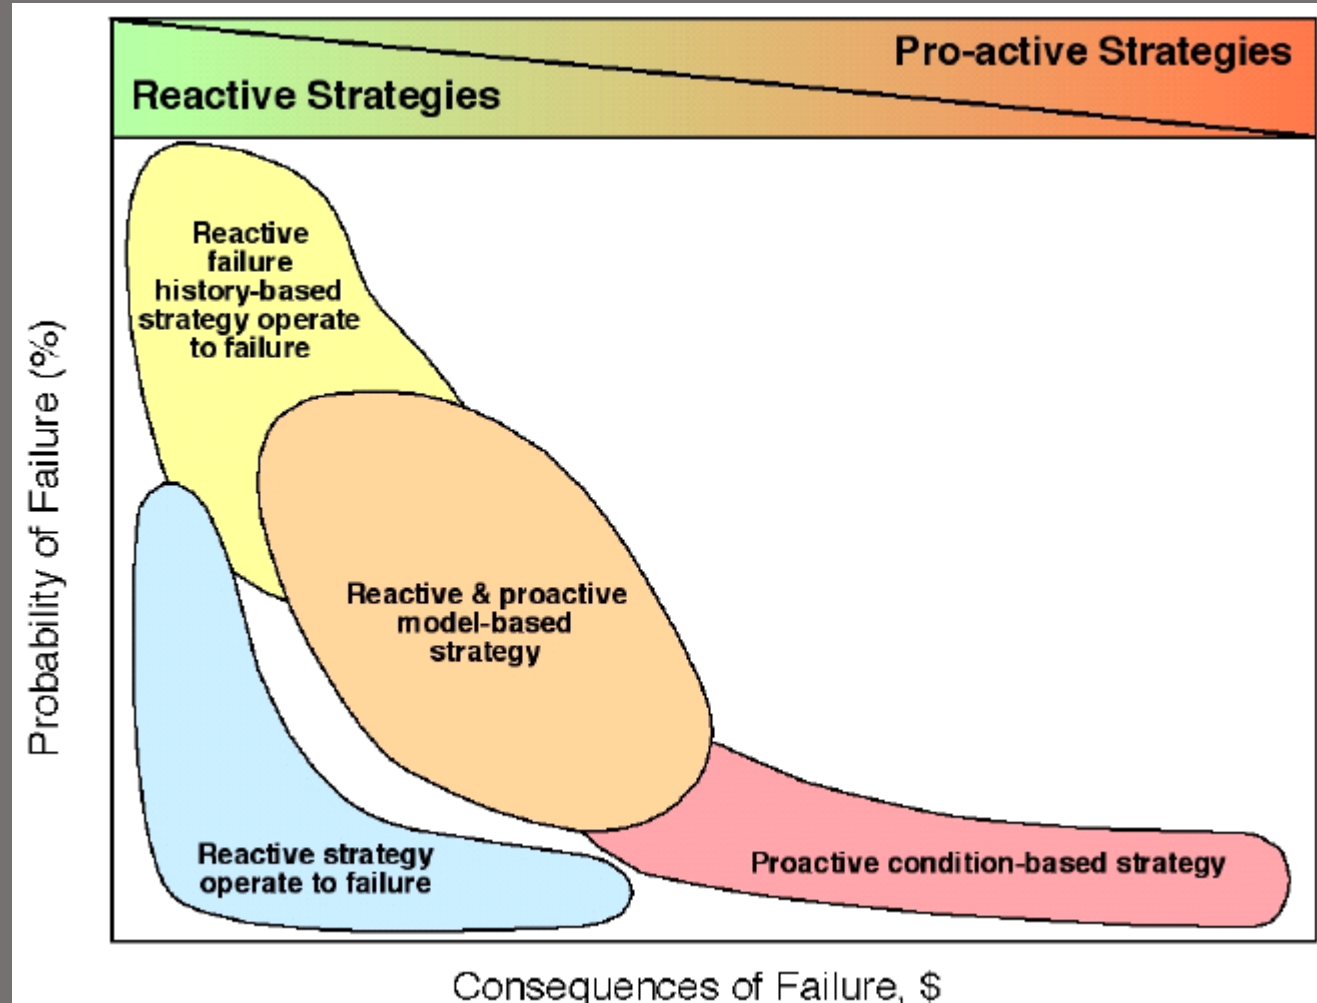 Pro-active Strategies
Reactive Strategies
Reactive
failure
history-based
strategy operate
to failure
Reactive & proactive
model-based
strategy
Reactive strategy
operate to failure
Proactive condition-based strategy
Probability of Failure (%)
Consequences of Failure, $